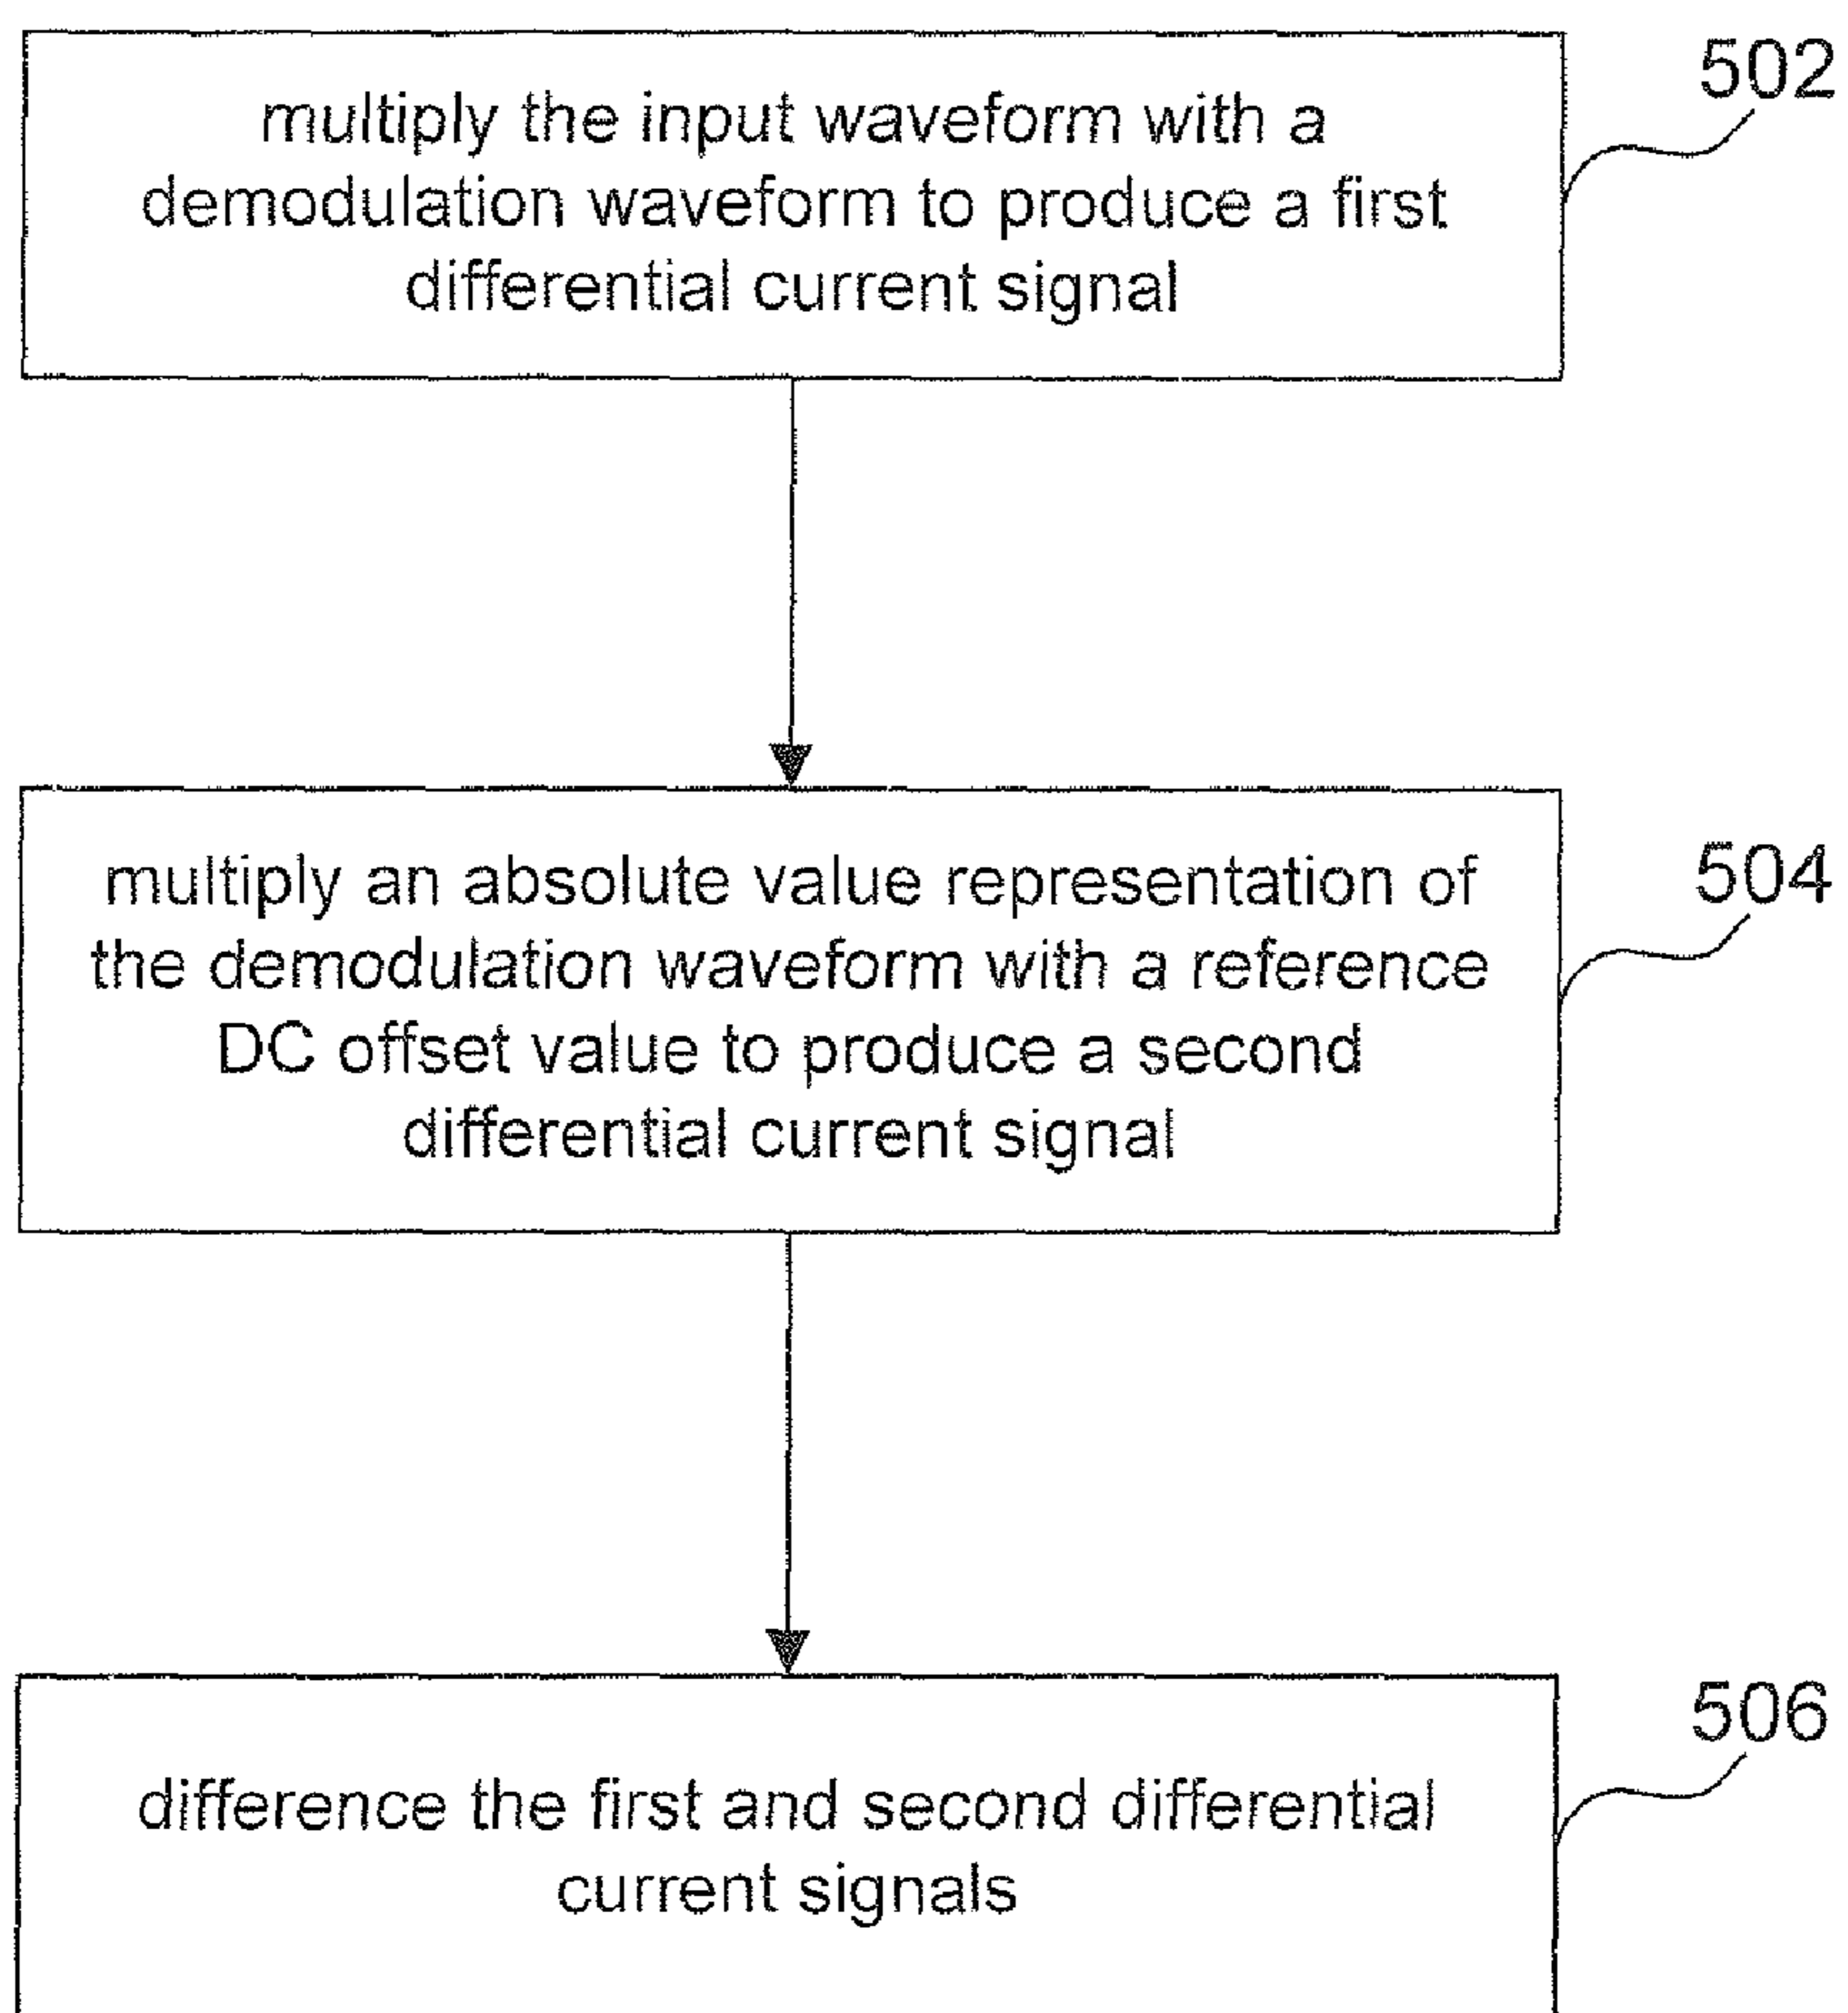 502
multiply the input waveform with a
demodulation waveform to produce a first
differential current signal
504
multiply an absolute value representation of
the demodulation waveform with a reference
DC offset value to produce a second
differential current signal
506
difference the first and second differential
current signals